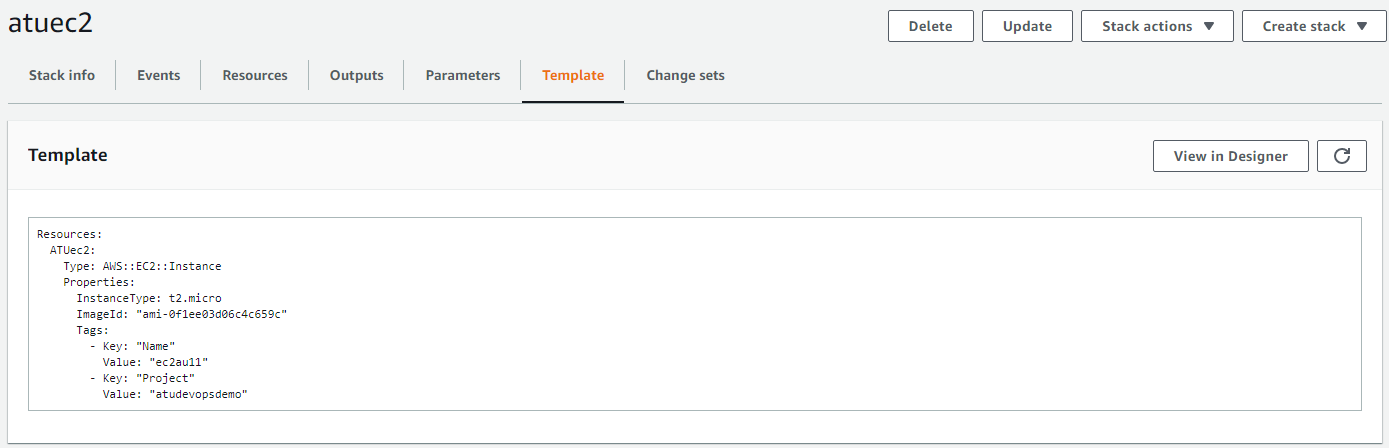 atuec2
Delete
Update
Stack actions
Create stack
Stack info
Events
Resources
Outputs
Parameters
Template
Change sets
Template
View in Designer
Resources:
  ATUec2:
    Type: AWS::EC2::Instance
    Properties:
      InstanceType: t2.micro
      ImageId: "ami-0f1ee03d06c4c659c"
      Tags:
        - Key: "Name"
          Value: "ec2au11"
        - Key: "Project"
          Value: "atudevopsdemo"